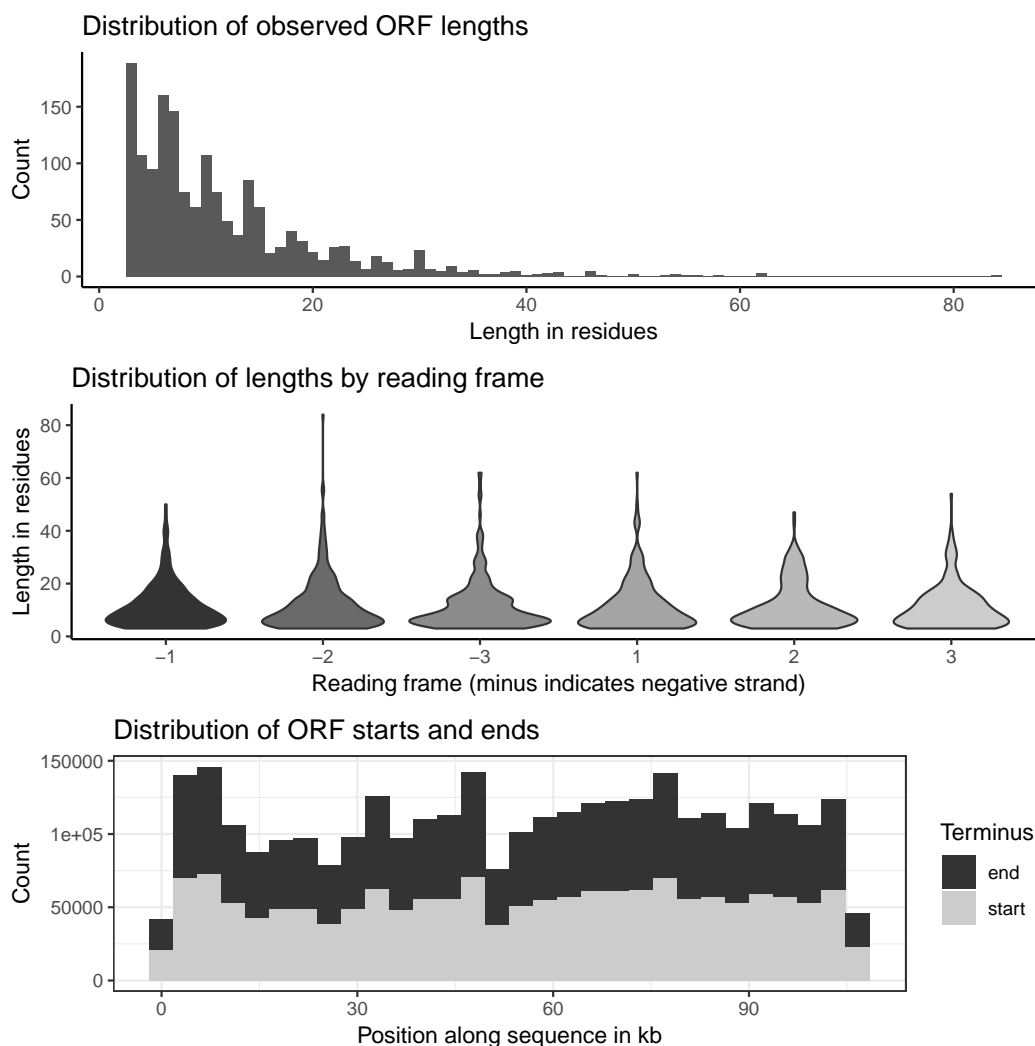 Distribution of observed ORF lengths
150
100
50
0
Count
0 20 40 60 80
Length in residues
Distribution of lengths by reading frame
80
60
40
20
0
Length in residues
−1 −2 −3 1 2 3
Reading frame (minus indicates negative strand)
Distribution of ORF starts and ends
150000
1e+05
50000
0
Count
0 30 60 90
Position along sequence in kb
Terminus
end
start